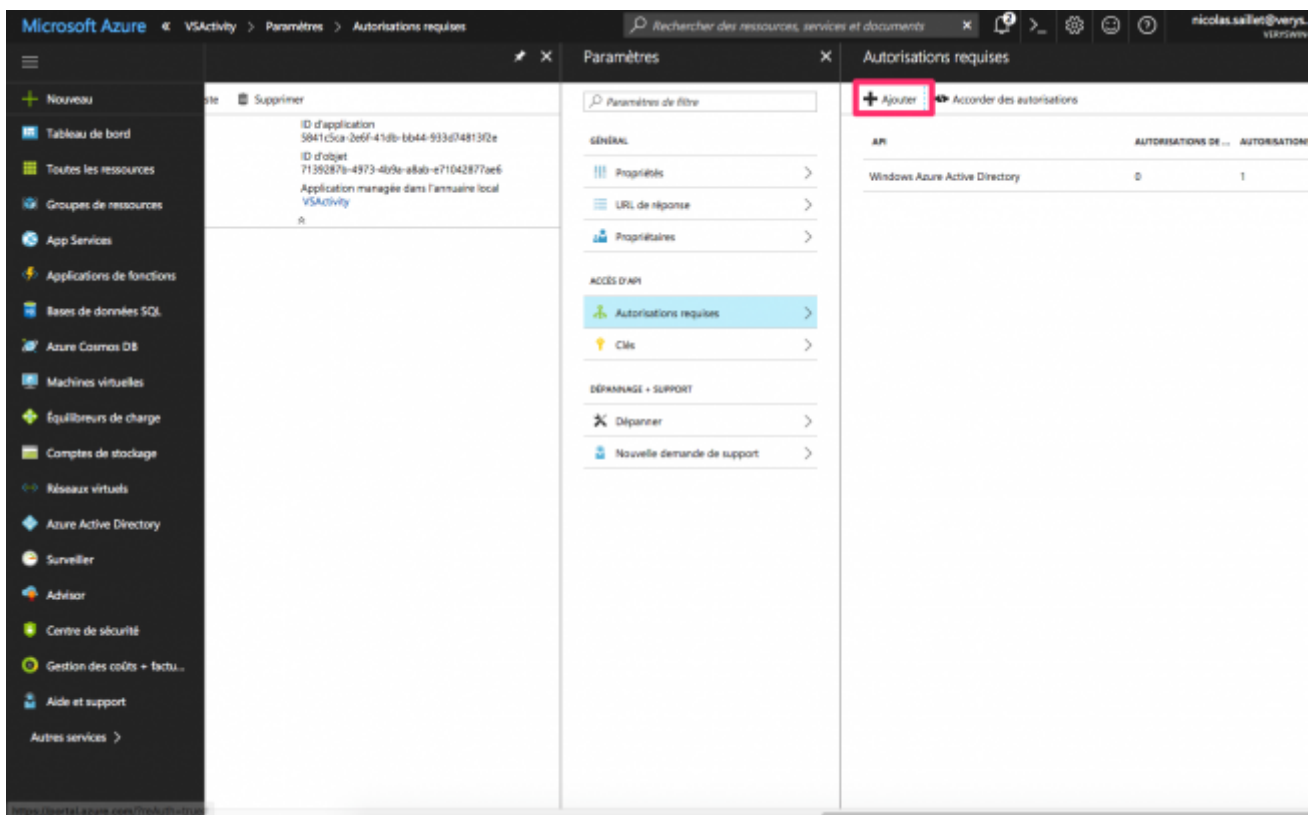 Microsoft Azure « VSActivity > Paramètres > Autorisations requises
Rechercher des ressources, services et documents
nicolas.saillet@verys.
Paramètres
Autorisations requises
Nouveau
Tableau de bord
Toutes les ressources
Groupes de ressources
App Services
Applications de fonctions
Bases de données SQL
Azure Cosmos DB
Machines virtuelles
Équilibreurs de charge
Comptes de stockage
Réseaux virtuels
Azure Active Directory
Surveiller
Advisor
Centre de sécurité
Gestion des coûts + factu...
Aide et support
Autres services >
ste Supprimer
ID d'application
5841c5ca-2e6f-41db-bb44-933d74813f2e
ID d'objet
7139287b-4973-4b9a-a8ab-e71042877ae6
Application managée dans l'annuaire local
VSActivity
Paramètres de filtre
GÉNÉRAL
Propriétés
URL de réponse
Propriétaires
ACCÈS D'API
Autorisations requises
Clés
DÉPANNAGE + SUPPORT
Dépanner
Nouvelle demande de support
Ajouter Accorder des autorisations
API AUTORISATIONS DE ... AUTORISATIONS
Windows Azure Active Directory 0 1